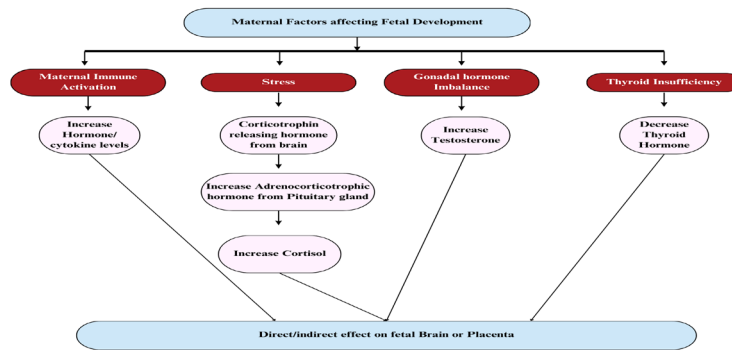 Maternal Factors affecting Fetal Development
Maternal Immune
Activation
Stress
Gonadal hormone
Imbalance
Thyroid Insufficiency
Increase
Hormone/
cytokine levels
Corticotrophin
releasing hormone
from brain
Increase
Testosterone
Decrease
Thyroid
Hormone
Increase Adrenocorticotrophic
hormone from Pituitary gland
Increase Cortisol
Direct/indirect effect on fetal Brain or Placenta